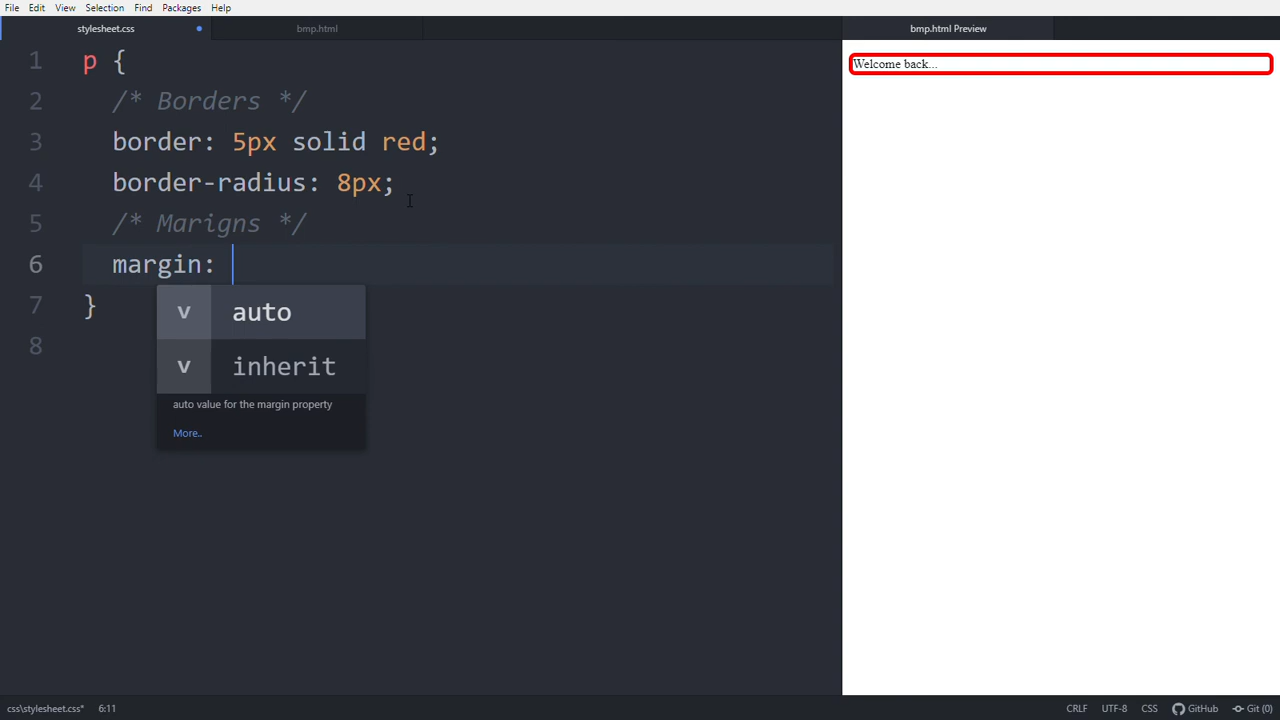 File Edit View Selection Find Packages Help
stylesheet.css bmp.html bmp.html Preview
1 p {
2 /* Borders */
3 border: 5px solid red;
4 border-radius: 8px;
5 /* Marigns */
6 margin:
v auto
v inherit
auto value for the margin property
More..
7 }
8
Welcome back...
css\stylesheet.css* 6:11 CRLF UTF-8 CSS GitHub Git (0)